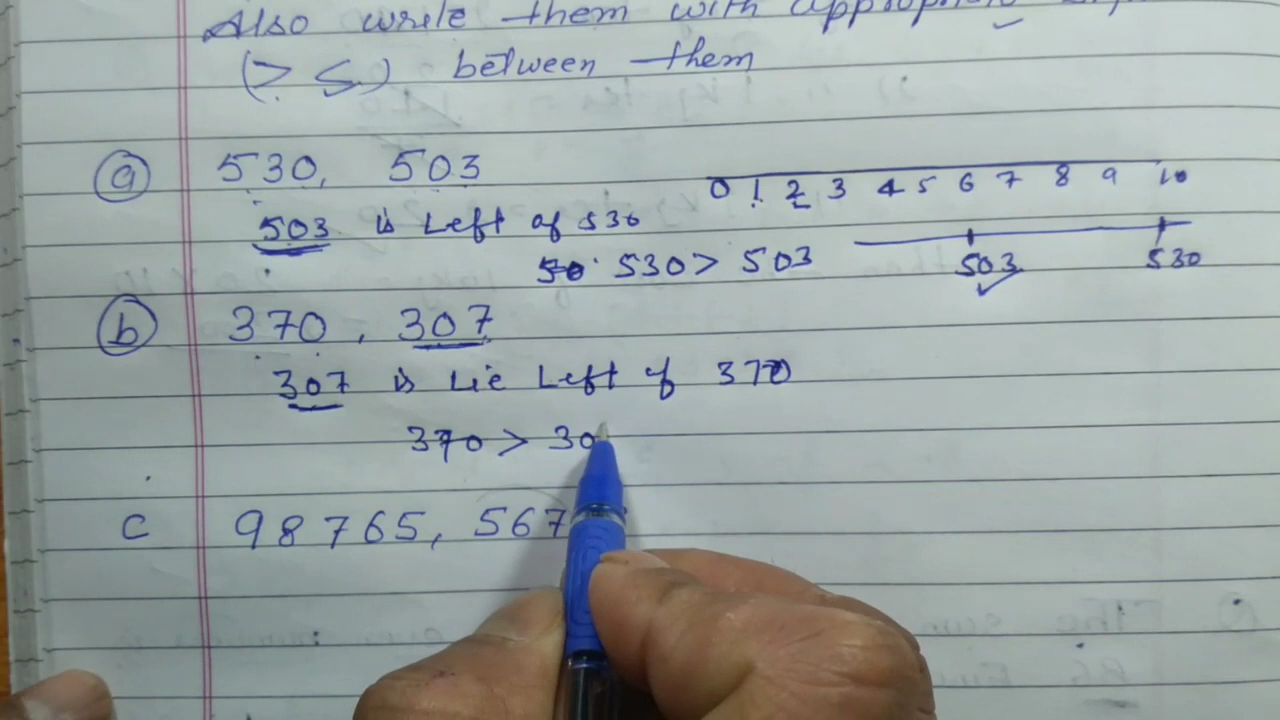 Also write them with appropriate
(> <) between them
a 530, 503
0 1 2 3 4 5 6 7 8 9 10
503 is Left of 530
530 > 503
503 530
b 370, 307
307 is Lie Left of 370
370 > 30
c 98765, 567